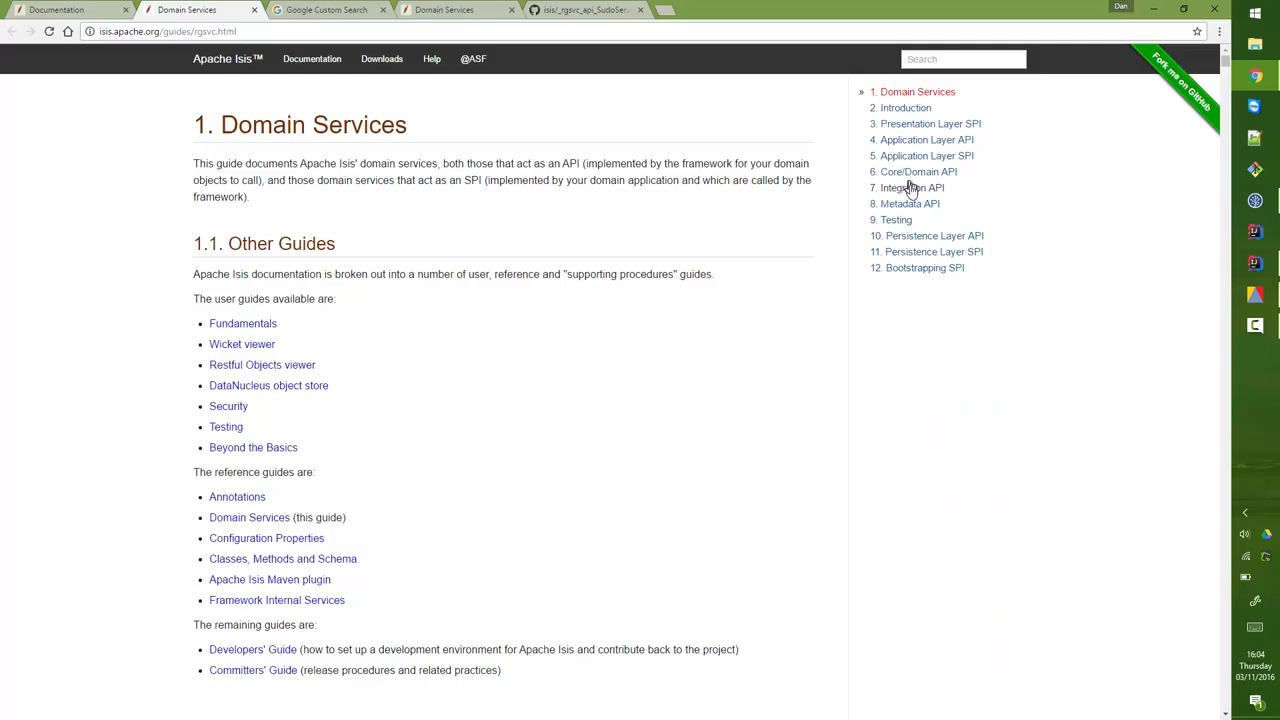 Documentation
Domain Services
Google Custom Search
Domain Services
isis/_rgsvc_api_SudoServ
Dan
isis.apache.org/guides/rgsvc.html
Apache Isis™
Documentation
Downloads
Help
@ASF
Search
Fork me on GitHub
1. Domain Services
This guide documents Apache Isis' domain services, both those that act as an API (implemented by the framework for your domain
objects to call), and those domain services that act as an SPI (implemented by your domain application and which are called by the
framework).
1.1. Other Guides
Apache Isis documentation is broken out into a number of user, reference and "supporting procedures" guides.
The user guides available are:
• Fundamentals
• Wicket viewer
• Restful Objects viewer
• DataNucleus object store
• Security
• Testing
• Beyond the Basics
The reference guides are:
• Annotations
• Domain Services (this guide)
• Configuration Properties
• Classes, Methods and Schema
• Apache Isis Maven plugin
• Framework Internal Services
The remaining guides are:
• Developers' Guide (how to set up a development environment for Apache Isis and contribute back to the project)
• Committers' Guide (release procedures and related practices)
» 1. Domain Services
2. Introduction
3. Presentation Layer SPI
4. Application Layer API
5. Application Layer SPI
6. Core/Domain API
7. Integration API
8. Metadata API
9. Testing
10. Persistence Layer API
11. Persistence Layer SPI
12. Bootstrapping SPI
16:04
Thursday
03/11/2016